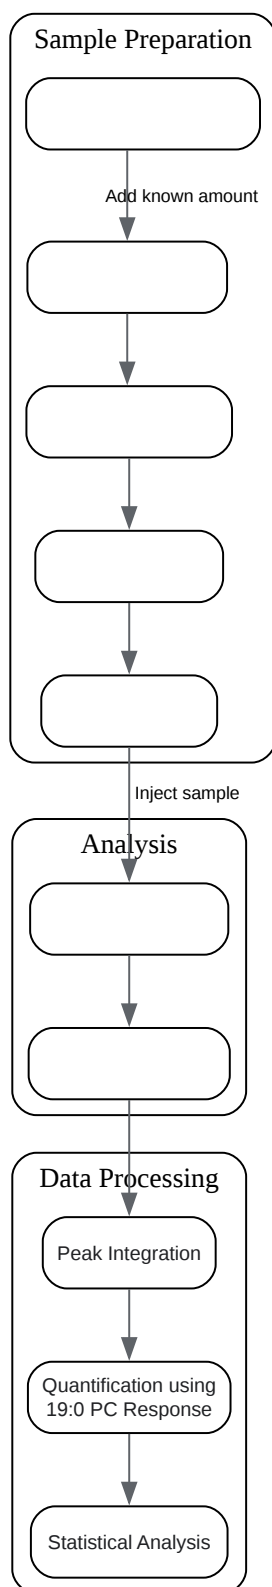 Sample Preparation
Add known amount
Inject sample
Analysis
Data Processing
Peak Integration
Quantification using
19:0 PC Response
Statistical Analysis